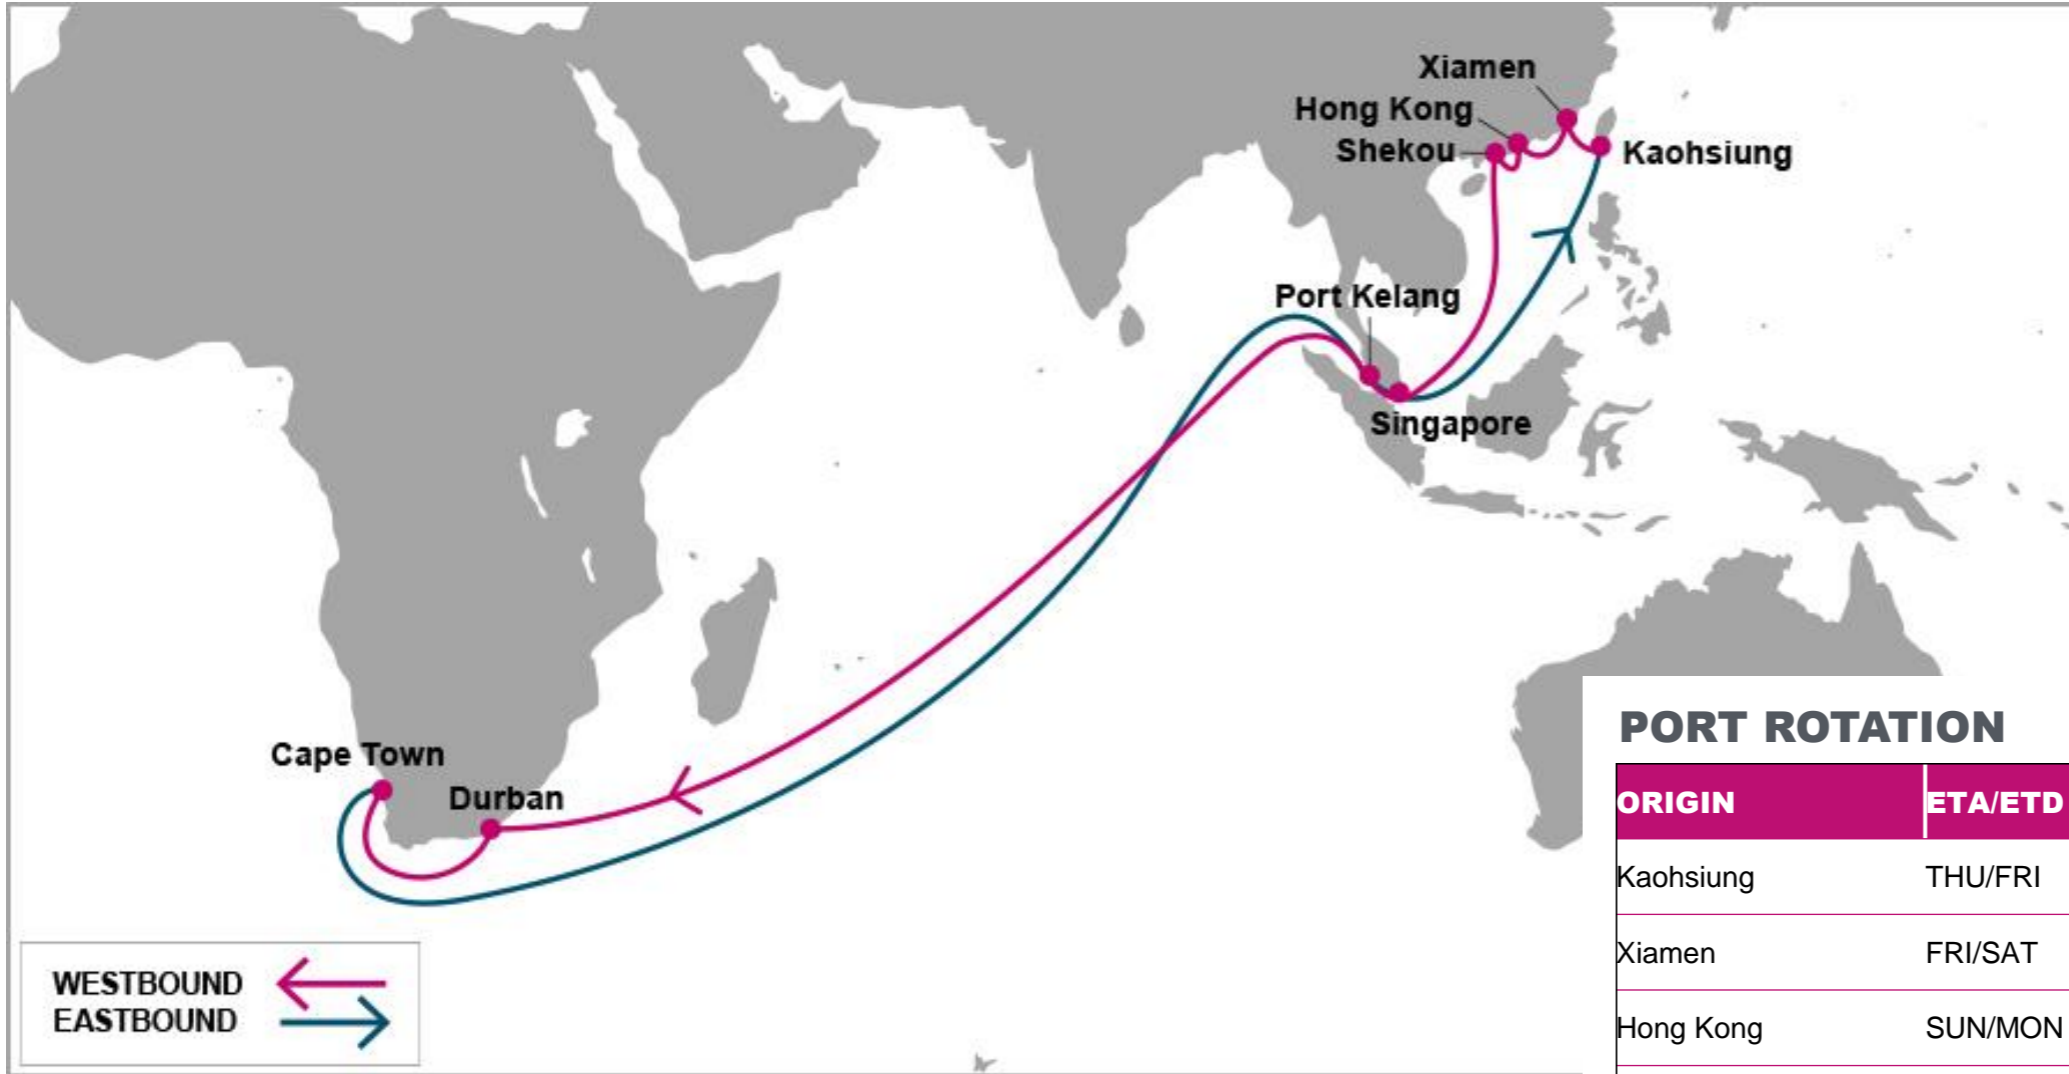 Xiamen
Hong Kong
Shekou
Kaohsiung
Port Kelang
Singapore
Cape Town
Durban
WESTBOUND
EASTBOUND
PORT ROTATION
ORIGIN ETA/ETD
Kaohsiung THU/FRI
Xiamen FRI/SAT
Hong Kong SUN/MON